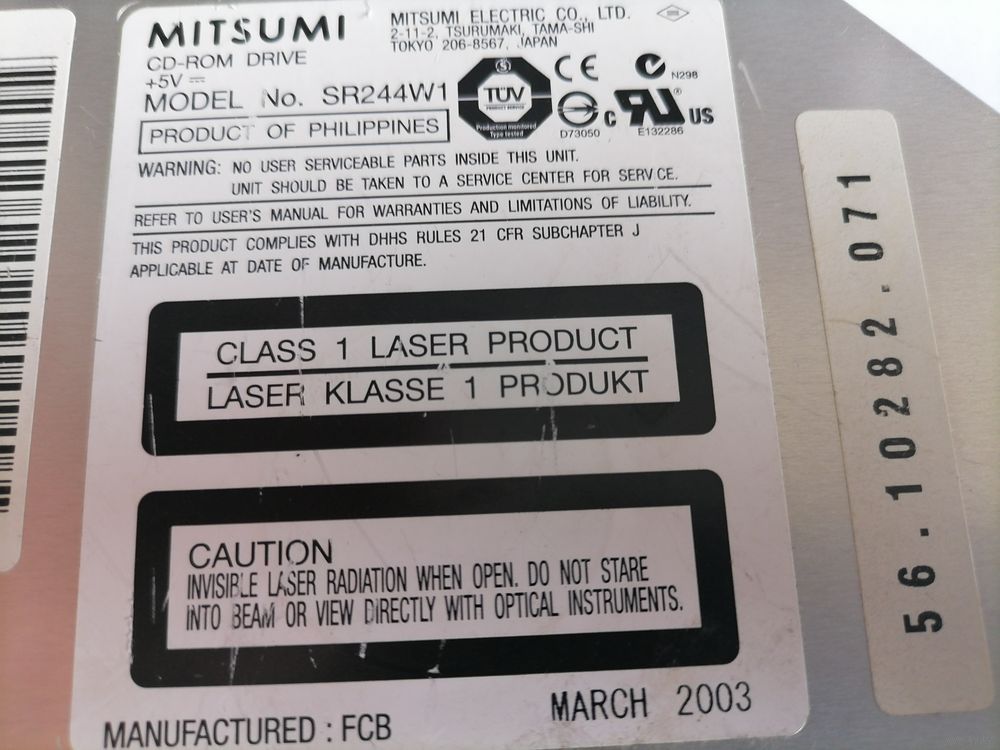 MITSUMI
MITSUMI ELECTRIC CO., LTD.
2-11-2, TSURUMAKI, TAMA-SHI
TOKYO 206-8567, JAPAN
CD-ROM DRIVE
+5V
MODEL No. SR244W1
PRODUCT OF PHILIPPINES
TÜV
PRODUCT SERVICE
Production monitored
Type tested
CE
N298
D73050
c RU® US
E132286
WARNING: NO USER SERVICEABLE PARTS INSIDE THIS UNIT.
UNIT SHOULD BE TAKEN TO A SERVICE CENTER FOR SERV CE.
REFER TO USER'S MANUAL FOR WARRANTIES AND LIMITATIONS OF LIABILITY.
THIS PRODUCT COMPLIES WITH DHHS RULES 21 CFR SUBCHAPTER J
APPLICABLE AT DATE OF MANUFACTURE.
CLASS 1 LASER PRODUCT
LASER KLASSE 1 PRODUKT
CAUTION
INVISIBLE LASER RADIATION WHEN OPEN. DO NOT STARE
INTO BEAM OR VIEW DIRECTLY WITH OPTICAL INSTRUMENTS.
MANUFACTURED : FCB
MARCH 2003
56.10282.071